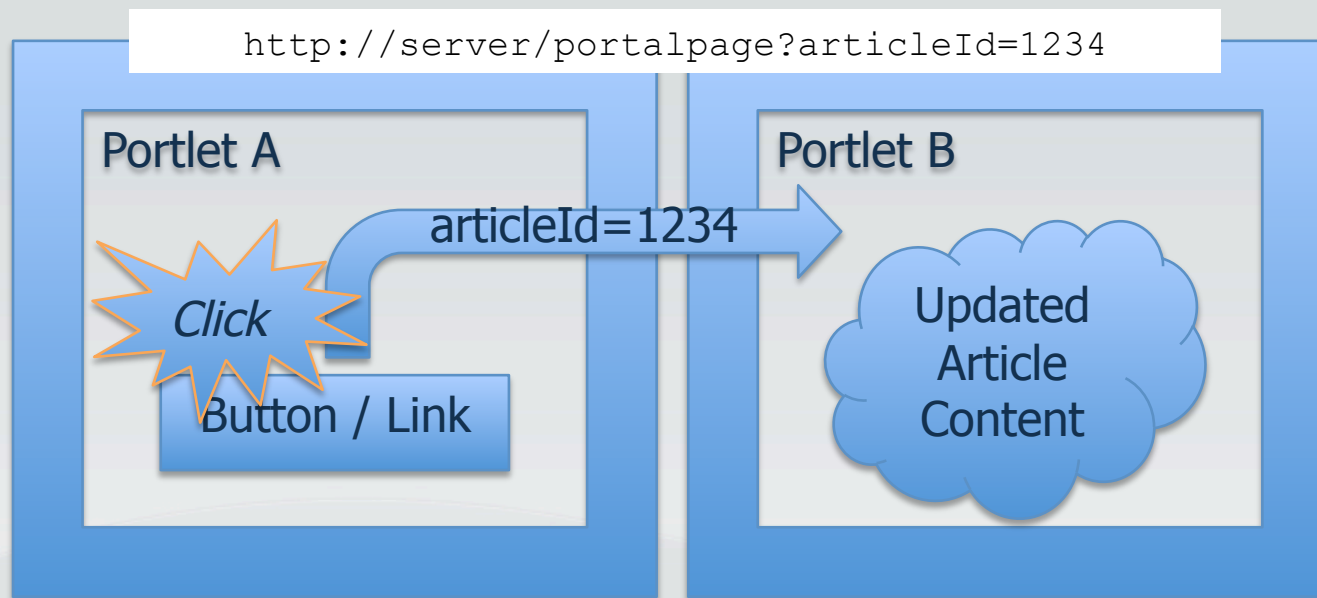 http://server/portalpage?articleId=1234
Portlet A
Portlet B
articleId=1234
Click
Button / Link
Updated
Article
Content